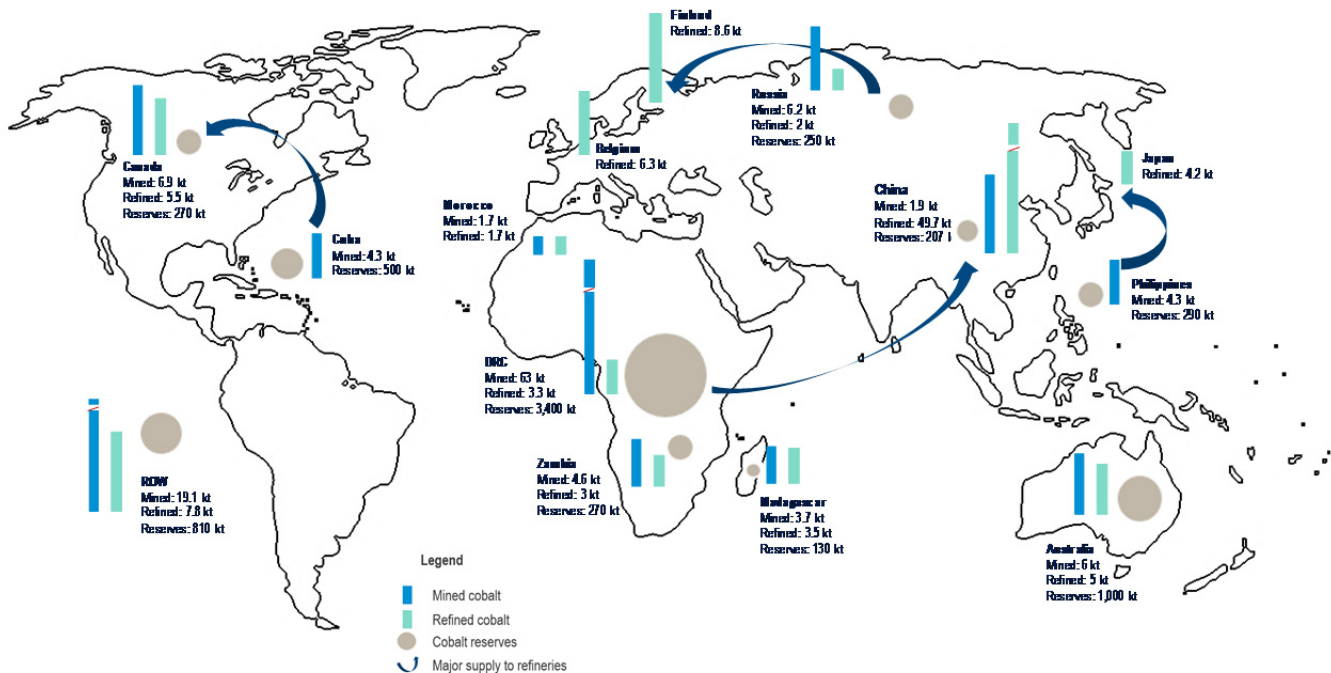 Finland
Refined: 8.6 kt
Russia
Mined: 6.2 kt
Refined: 2 kt
Reserves: 250 kt
Canada
Mined: 6.9 kt
Refined: 5.5 kt
Reserves: 270 kt
Belgium
Refined: 6.3 kt
Japan
Refined: 4.2 kt
China
Mined: 1.9 kt
Refined: 49.7 kt
Reserves: 207
Morocco
Mined: 1.7 kt
Refined: 1.7 kt
Cuba
Mined: 4.3 kt
Reserves: 500 kt
Philippines
Mined: 4.3 kt
Reserves: 290 kt
DRC
Mined: 63 kt
Refined: 3.3 kt
Reserves: 3,400 kt
Zambia
Mined: 4.6 kt
Refined: 3 kt
Reserves: 270 kt
ROW
Mined: 19.1 kt
Refined: 7.8 kt
Reserves: 810 kt
Madagascar
Mined: 3.7 kt
Refined: 3.5 kt
Reserves: 130 kt
Australia
Mined: 6 kt
Refined: 5 kt
Reserves: 1,000 kt
Legend
Mined cobalt
Refined cobalt
Cobalt reserves
Major supply to refineries